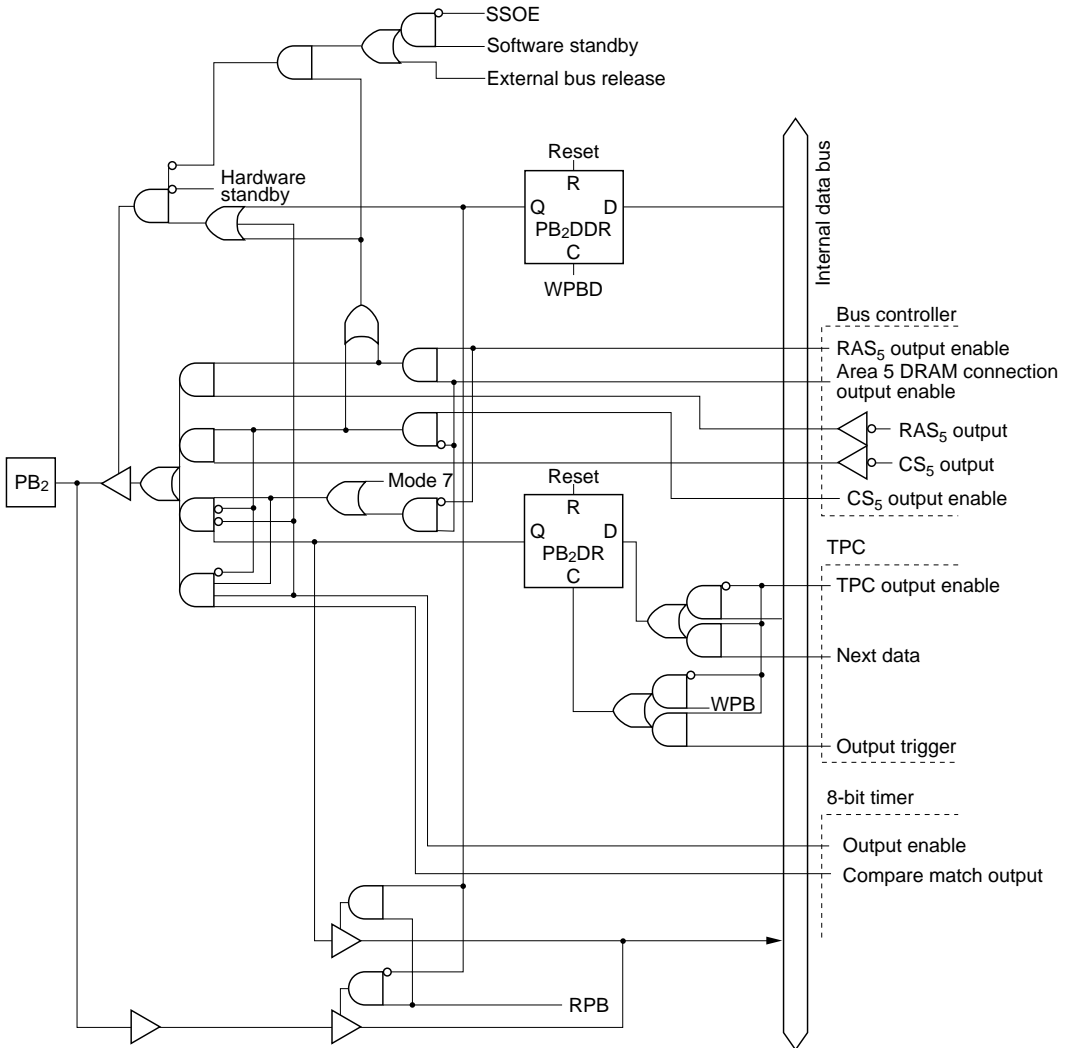 SSOE
Software standby
External bus release
Hardware
standby
Reset
R
Q D
PB₂DDR
C
WPBD
Internal data bus
Bus controller
RAS₅ output enable
Area 5 DRAM connection
output enable
RAS₅ output
CS₅ output
CS₅ output enable
Mode 7
PB₂
Reset
R
Q D
PB₂DR
C
TPC
TPC output enable
Next data
WPB
Output trigger
8-bit timer
Output enable
Compare match output
RPB